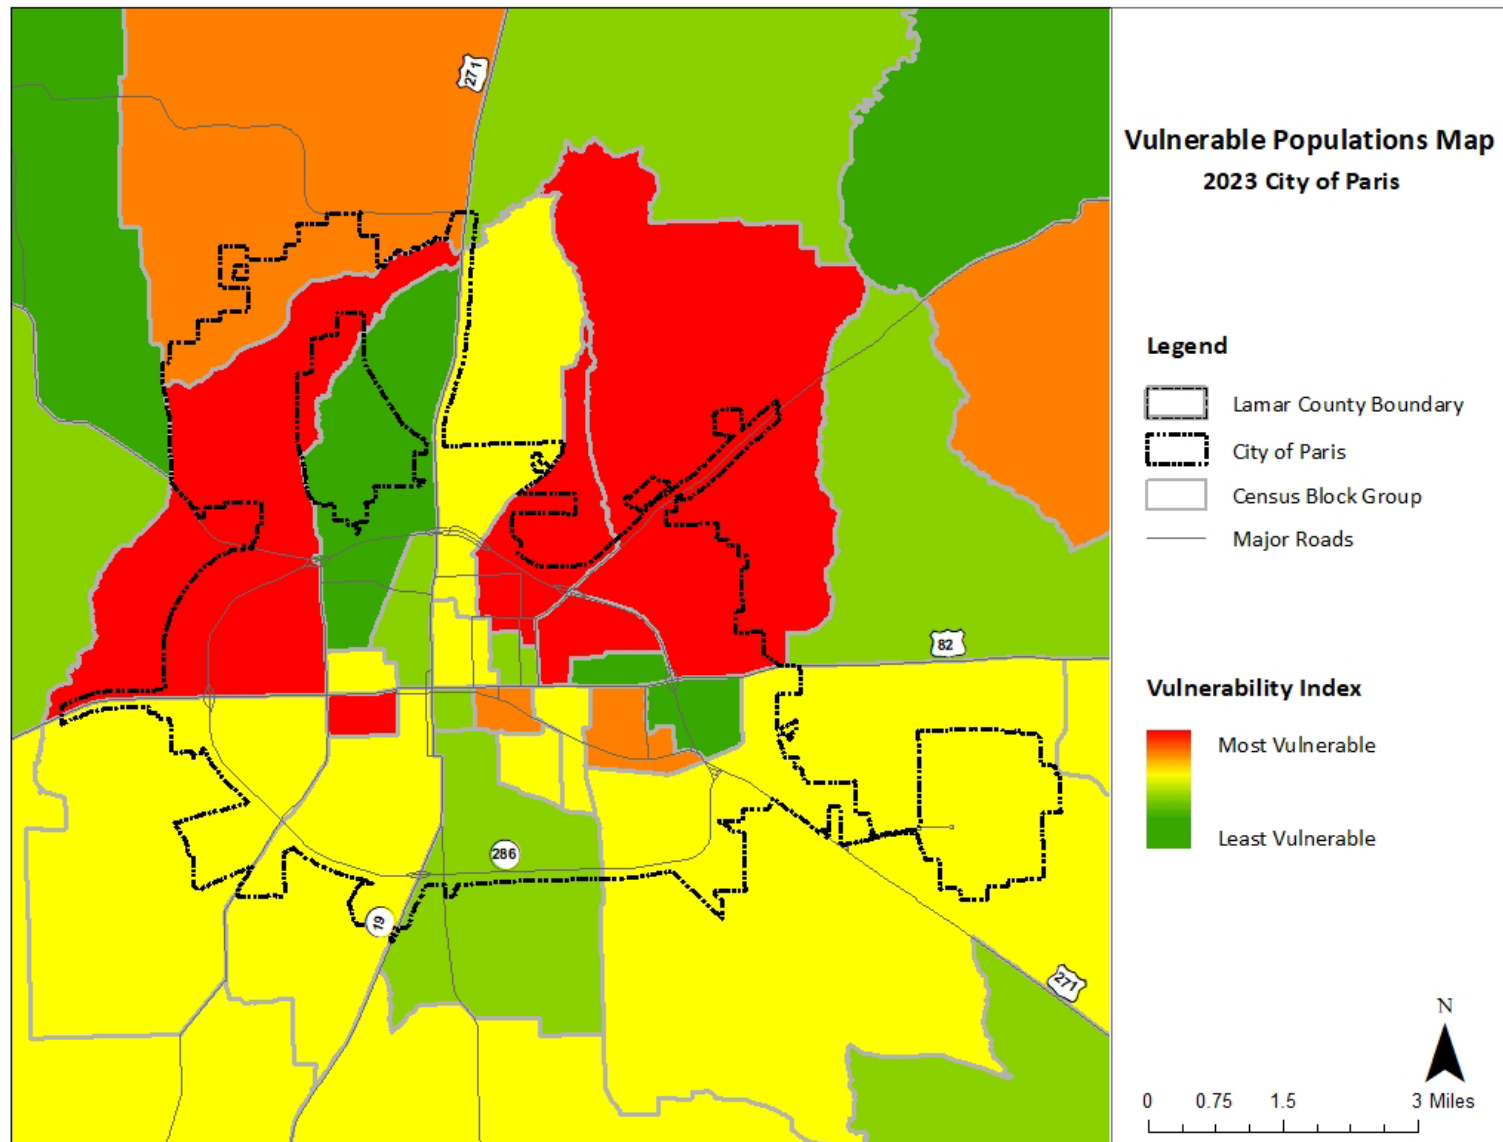 271
82
286
19
271
Vulnerable Populations Map
2023 City of Paris
Legend
Lamar County Boundary
City of Paris
Census Block Group
Major Roads
Vulnerability Index
Most Vulnerable
Least Vulnerable
N
0 0.75 1.5 3 Miles